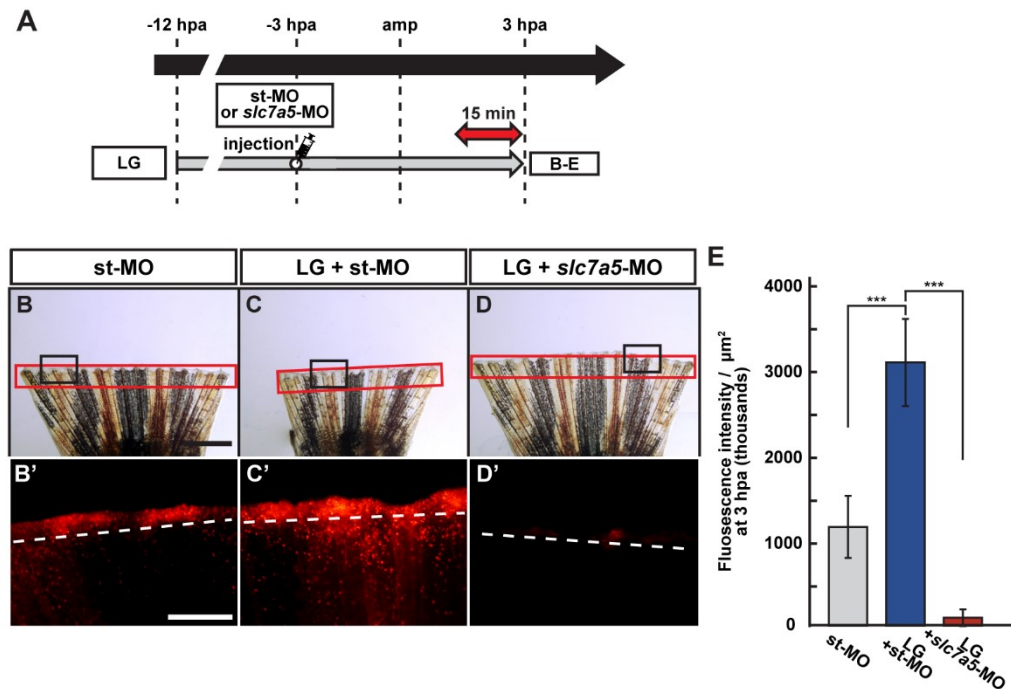 A
-12 hpa
-3 hpa
amp
3 hpa
st-MO
or slc7a5-MO
15 min
injection
LG
B-E
st-MO
LG + st-MO
LG + slc7a5-MO
B
C
D
B'
C'
D'
E
Fluosescence intensity / µm²
at 3 hpa (thousands)
4000
3000
2000
1000
0
***
***
st-MO
LG
+st-MO
LG
+slc7a5-MO